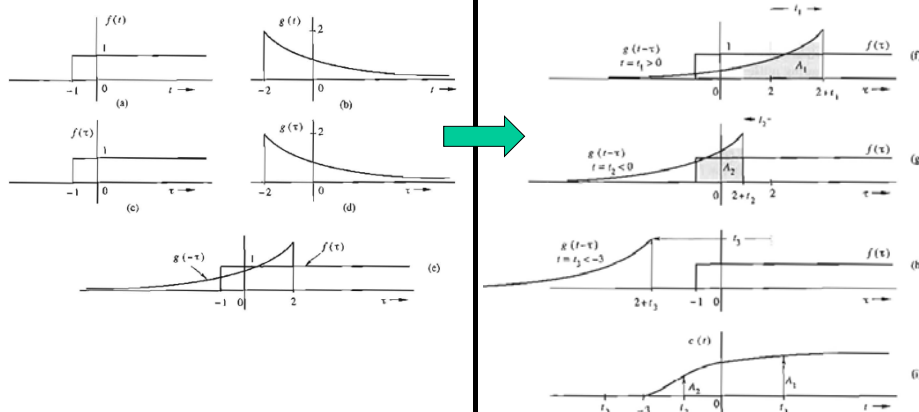 f(t)
1
−1
0
t
(a)
g(t)
2
−2
0
t
(b)
f(τ)
1
−1
0
τ
(c)
g(τ)
2
−2
0
τ
(d)
g(−τ)
1
f(τ)
−1 0
2
τ
(e)
t₁
g(t−τ)
t = t₁ > 0
1
f(τ)
A₁
0
2
2+t₁
τ
(f)
g(t−τ)
t = t₂ < 0
f(τ)
A₂
0
2+t₂
2
τ
(g
g(t−τ)
t = t₃ < −3
t₃
f(τ)
2+t₃
−1 0
τ
(h
c(t)
A₂
A₁
t₃
−3
t₂
0
t₁
t
(i